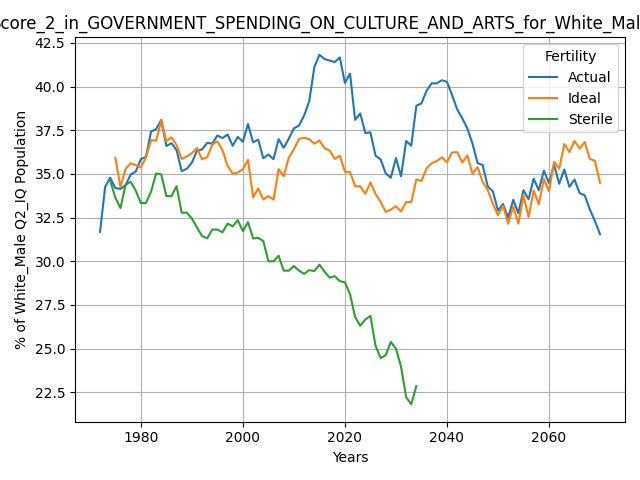 core_2_in_GOVERNMENT_SPENDING_ON_CULTURE_AND_ARTS_for_White_Mal
Fertility
Actual
Ideal
Sterile
% of White_Male Q2_IQ Population
42.5
40.0
37.5
35.0
32.5
30.0
27.5
25.0
22.5
1980
2000
2020
2040
2060
Years